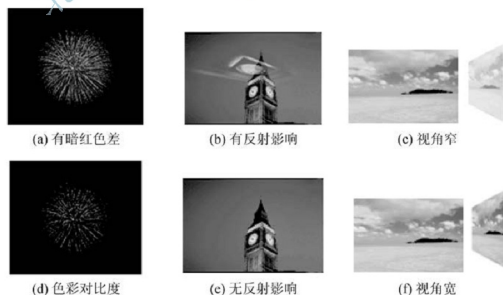 (a) 有暗红色差
(b) 有反射影响
(c) 视角窄
(d) 色彩对比度
(e) 无反射影响
(f) 视角宽